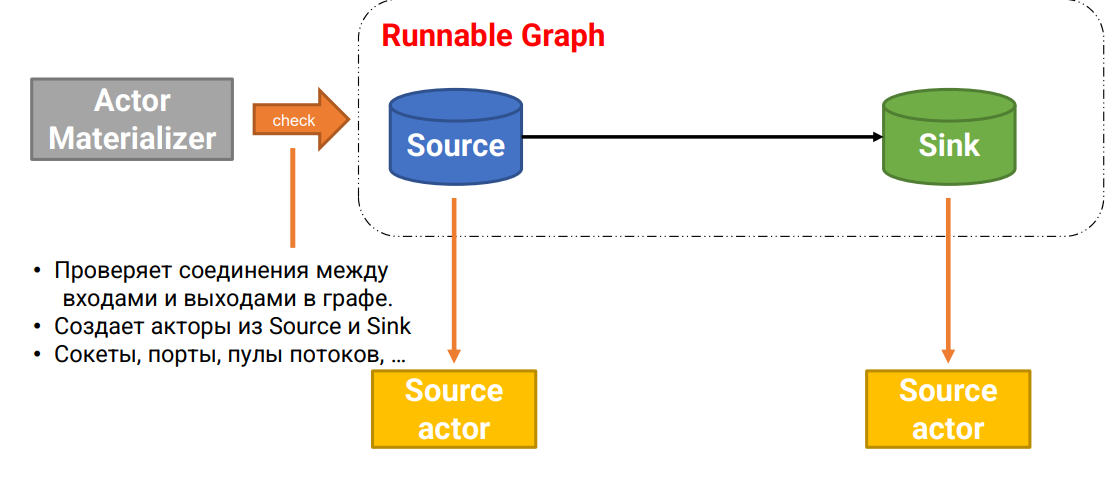 Runnable Graph
Actor
Materializer
check
Source
Sink
• Проверяет соединения между
входами и выходами в графе.
• Создает акторы из Source и Sink
• Сокеты, порты, пулы потоков, ...
Source
actor
Source
actor